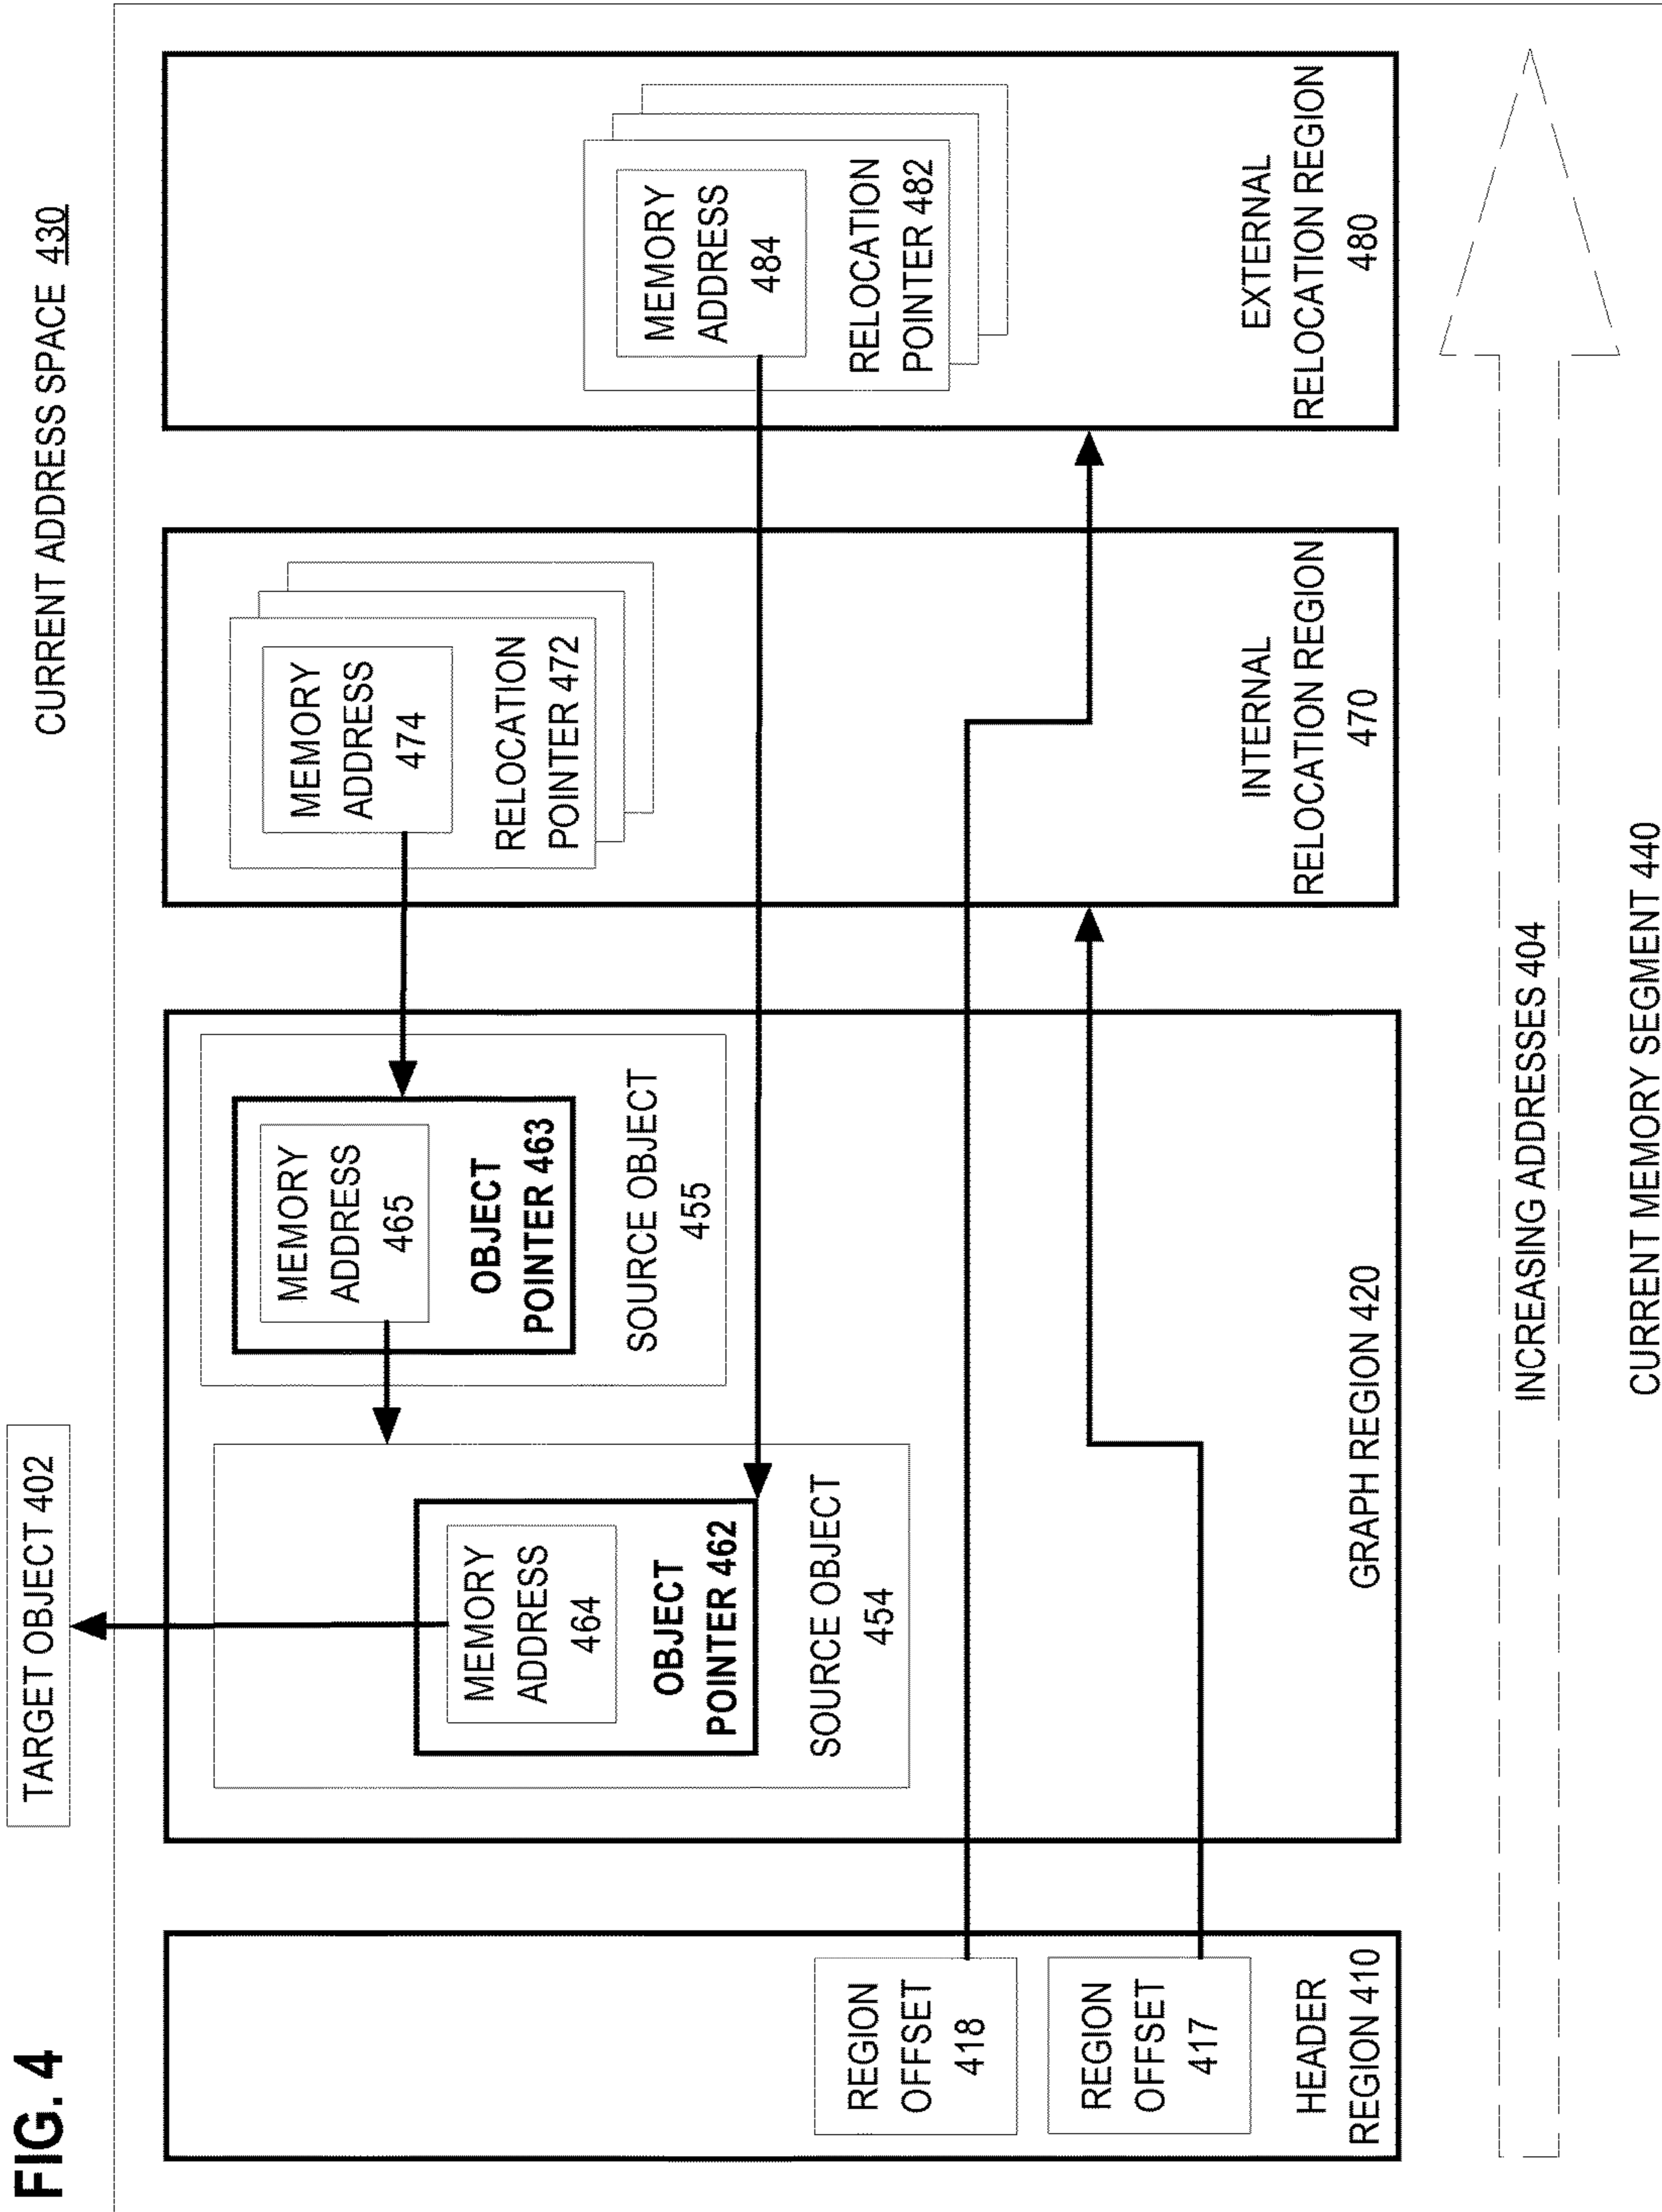 FIG. 4
CURRENT ADDRESS SPACE 430
TARGET OBJECT 402
MEMORY
ADDRESS
464
OBJECT
POINTER 462
SOURCE OBJECT
454
MEMORY
ADDRESS
465
OBJECT
POINTER 463
SOURCE OBJECT
455
GRAPH REGION 420
MEMORY
ADDRESS
474
RELOCATION
POINTER 472
INTERNAL
RELOCATION REGION
470
MEMORY
ADDRESS
484
RELOCATION
POINTER 482
EXTERNAL
RELOCATION REGION
480
REGION
OFFSET
418
REGION
OFFSET
417
HEADER
REGION 410
INCREASING ADDRESSES 404
CURRENT MEMORY SEGMENT 440